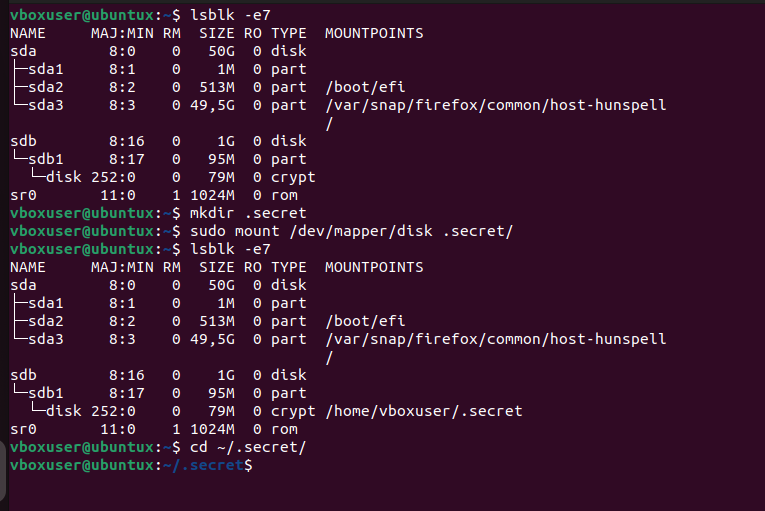 vboxuser@ubuntux:~$ lsblk -e7
NAME     MAJ:MIN RM   SIZE RO TYPE  MOUNTPOINTS
sda        8:0    0    50G  0 disk
├─sda1     8:1    0     1M  0 part
├─sda2     8:2    0   513M  0 part  /boot/efi
└─sda3     8:3    0  49,5G  0 part  /var/snap/firefox/common/host-hunspell
                                    /
sdb        8:16   0     1G  0 disk
└─sdb1     8:17   0    95M  0 part
  └─disk 252:0    0    79M  0 crypt
sr0       11:0    1  1024M  0 rom
vboxuser@ubuntux:~$ mkdir .secret
vboxuser@ubuntux:~$ sudo mount /dev/mapper/disk .secret/
vboxuser@ubuntux:~$ lsblk -e7
NAME     MAJ:MIN RM   SIZE RO TYPE  MOUNTPOINTS
sda        8:0    0    50G  0 disk
├─sda1     8:1    0     1M  0 part
├─sda2     8:2    0   513M  0 part  /boot/efi
└─sda3     8:3    0  49,5G  0 part  /var/snap/firefox/common/host-hunspell
                                    /
sdb        8:16   0     1G  0 disk
└─sdb1     8:17   0    95M  0 part
  └─disk 252:0    0    79M  0 crypt /home/vboxuser/.secret
sr0       11:0    1  1024M  0 rom
vboxuser@ubuntux:~$ cd ~/.secret/
vboxuser@ubuntux:~/.secret$